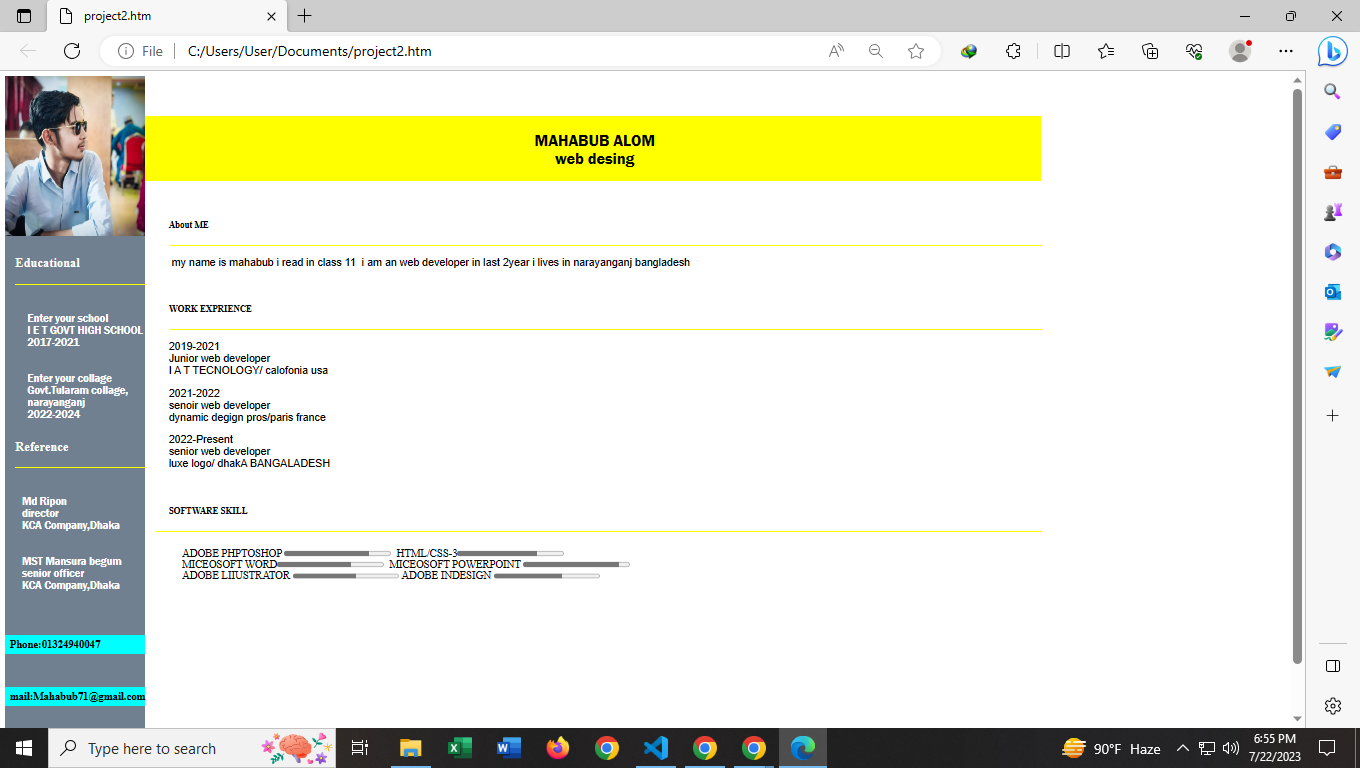 project2.htm
File
C:/Users/User/Documents/project2.htm
MAHABUB ALOM
web desing
Educational
Enter your school
I E T GOVT HIGH SCHOOL
2017-2021
Enter your collage
Govt.Tularam collage,
narayanganj
2022-2024
Reference
Md Ripon
director
KCA Company,Dhaka
MST Mansura begum
senior officer
KCA Company,Dhaka
Phone:01324940047
mail:Mahabub71@gmail.com
About ME
my name is mahabub i read in class 11 i am an web developer in last 2year i lives in narayanganj bangladesh
WORK EXPRIENCE
2019-2021
Junior web developer
I A T TECNOLOGY/ calofonia usa
2021-2022
senoir web developer
dynamic degign pros/paris france
2022-Present
senior web developer
luxe logo/ dhakA BANGALADESH
SOFTWARE SKILL
ADOBE PHPTOSHOP HTML/CSS-3
MICEOSOFT WORD MICEOSOFT POWERPOINT
ADOBE LIIUSTRATOR ADOBE INDESIGN
Type here to search
90°F Haze
6:55 PM
7/22/2023